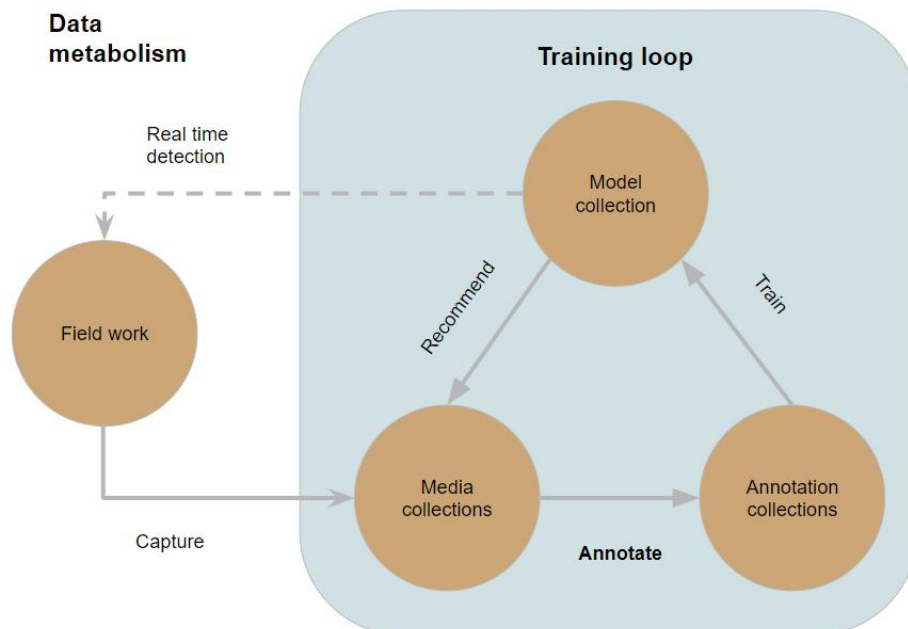 Data
metabolism
Training loop
Real time
detection
Model
collection
Recommend
Train
Field work
Media
collections
Annotation
collections
Capture
Annotate